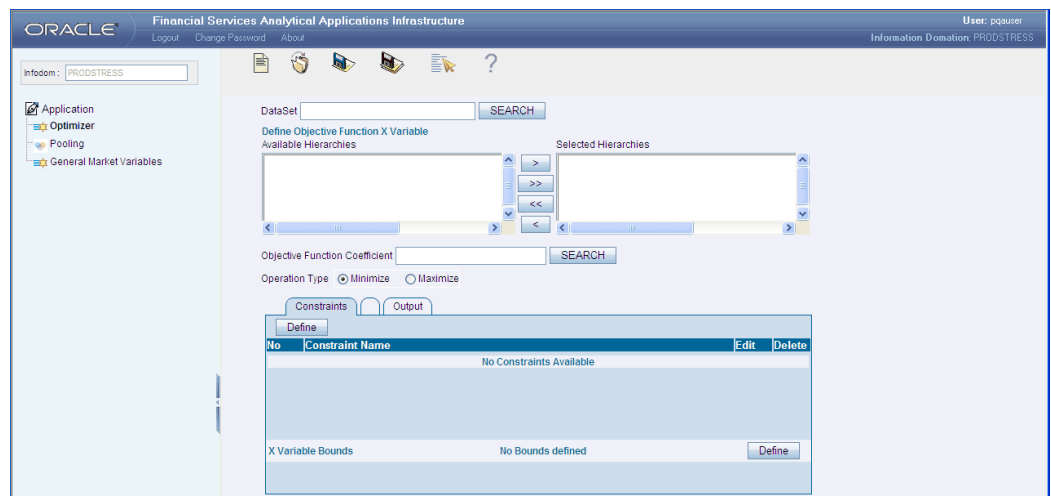 ORACLE
Financial Services Analytical Applications Infrastructure
User: pqauser
Logout Change Password About
Information Domation: PRODSTRESS
Infodom : PRODSTRESS
?
Application
Optimizer
Pooling
General Market Variables
DataSet SEARCH
Define Objective Function X Variable
Available Hierarchies
Selected Hierarchies
>
>>
<<
<
Objective Function Coefficient SEARCH
Operation Type Minimize Maximize
Constraints Output
Define
No Constraint Name Edit Delete
No Constraints Available
X Variable Bounds No Bounds defined Define